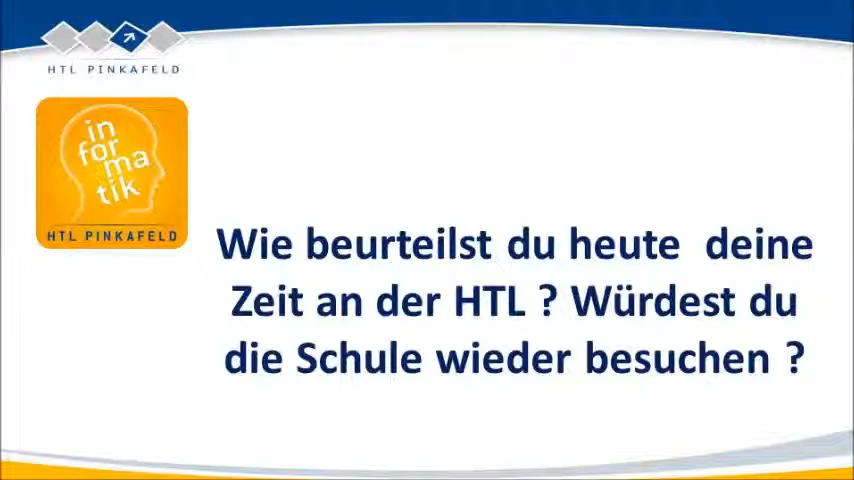 HTL PINKAFELD
in
for
ma
tik
HTL PINKAFELD
Wie beurteilst du heute  deine
Zeit an der HTL ? Würdest du
die Schule wieder besuchen ?